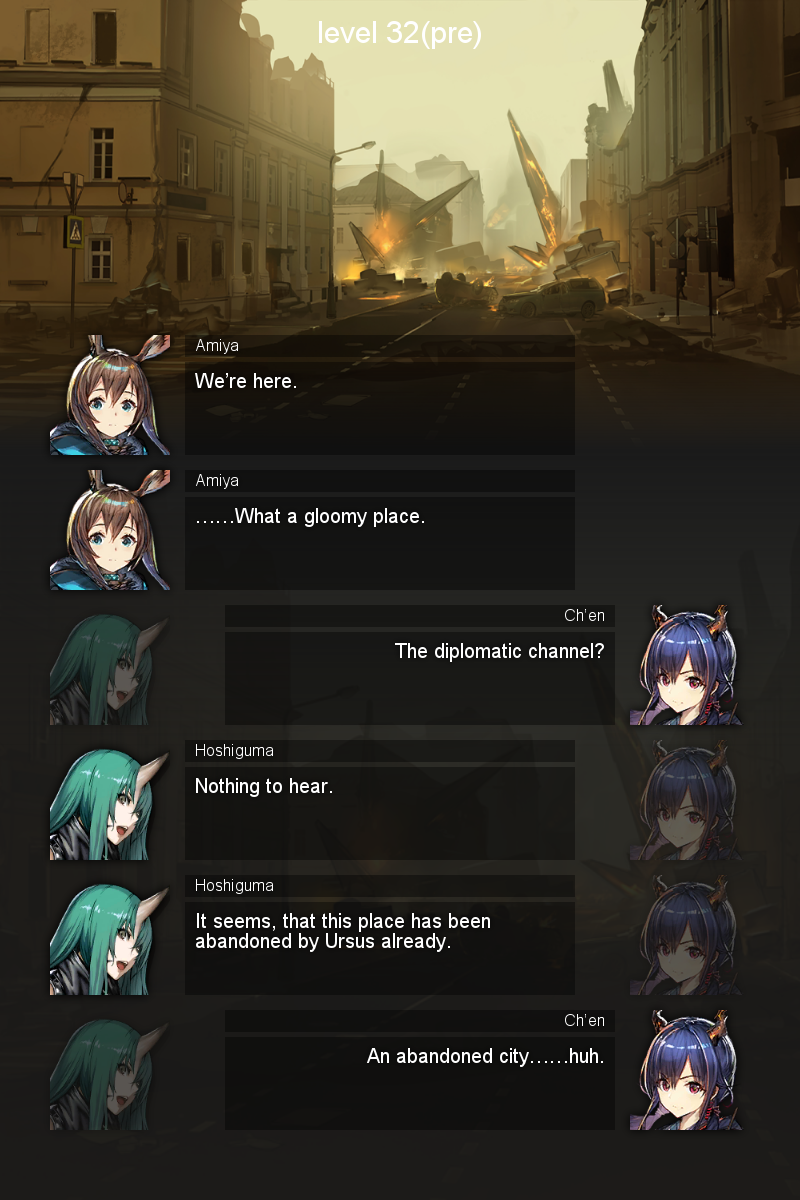 level 32(pre)
Amiya
We're here.
Amiya
……What a gloomy place.
Ch'en
The diplomatic channel?
Hoshiguma
Nothing to hear.
Hoshiguma
It seems, that this place has been
abandoned by Ursus already.
Ch'en
An abandoned city……huh.